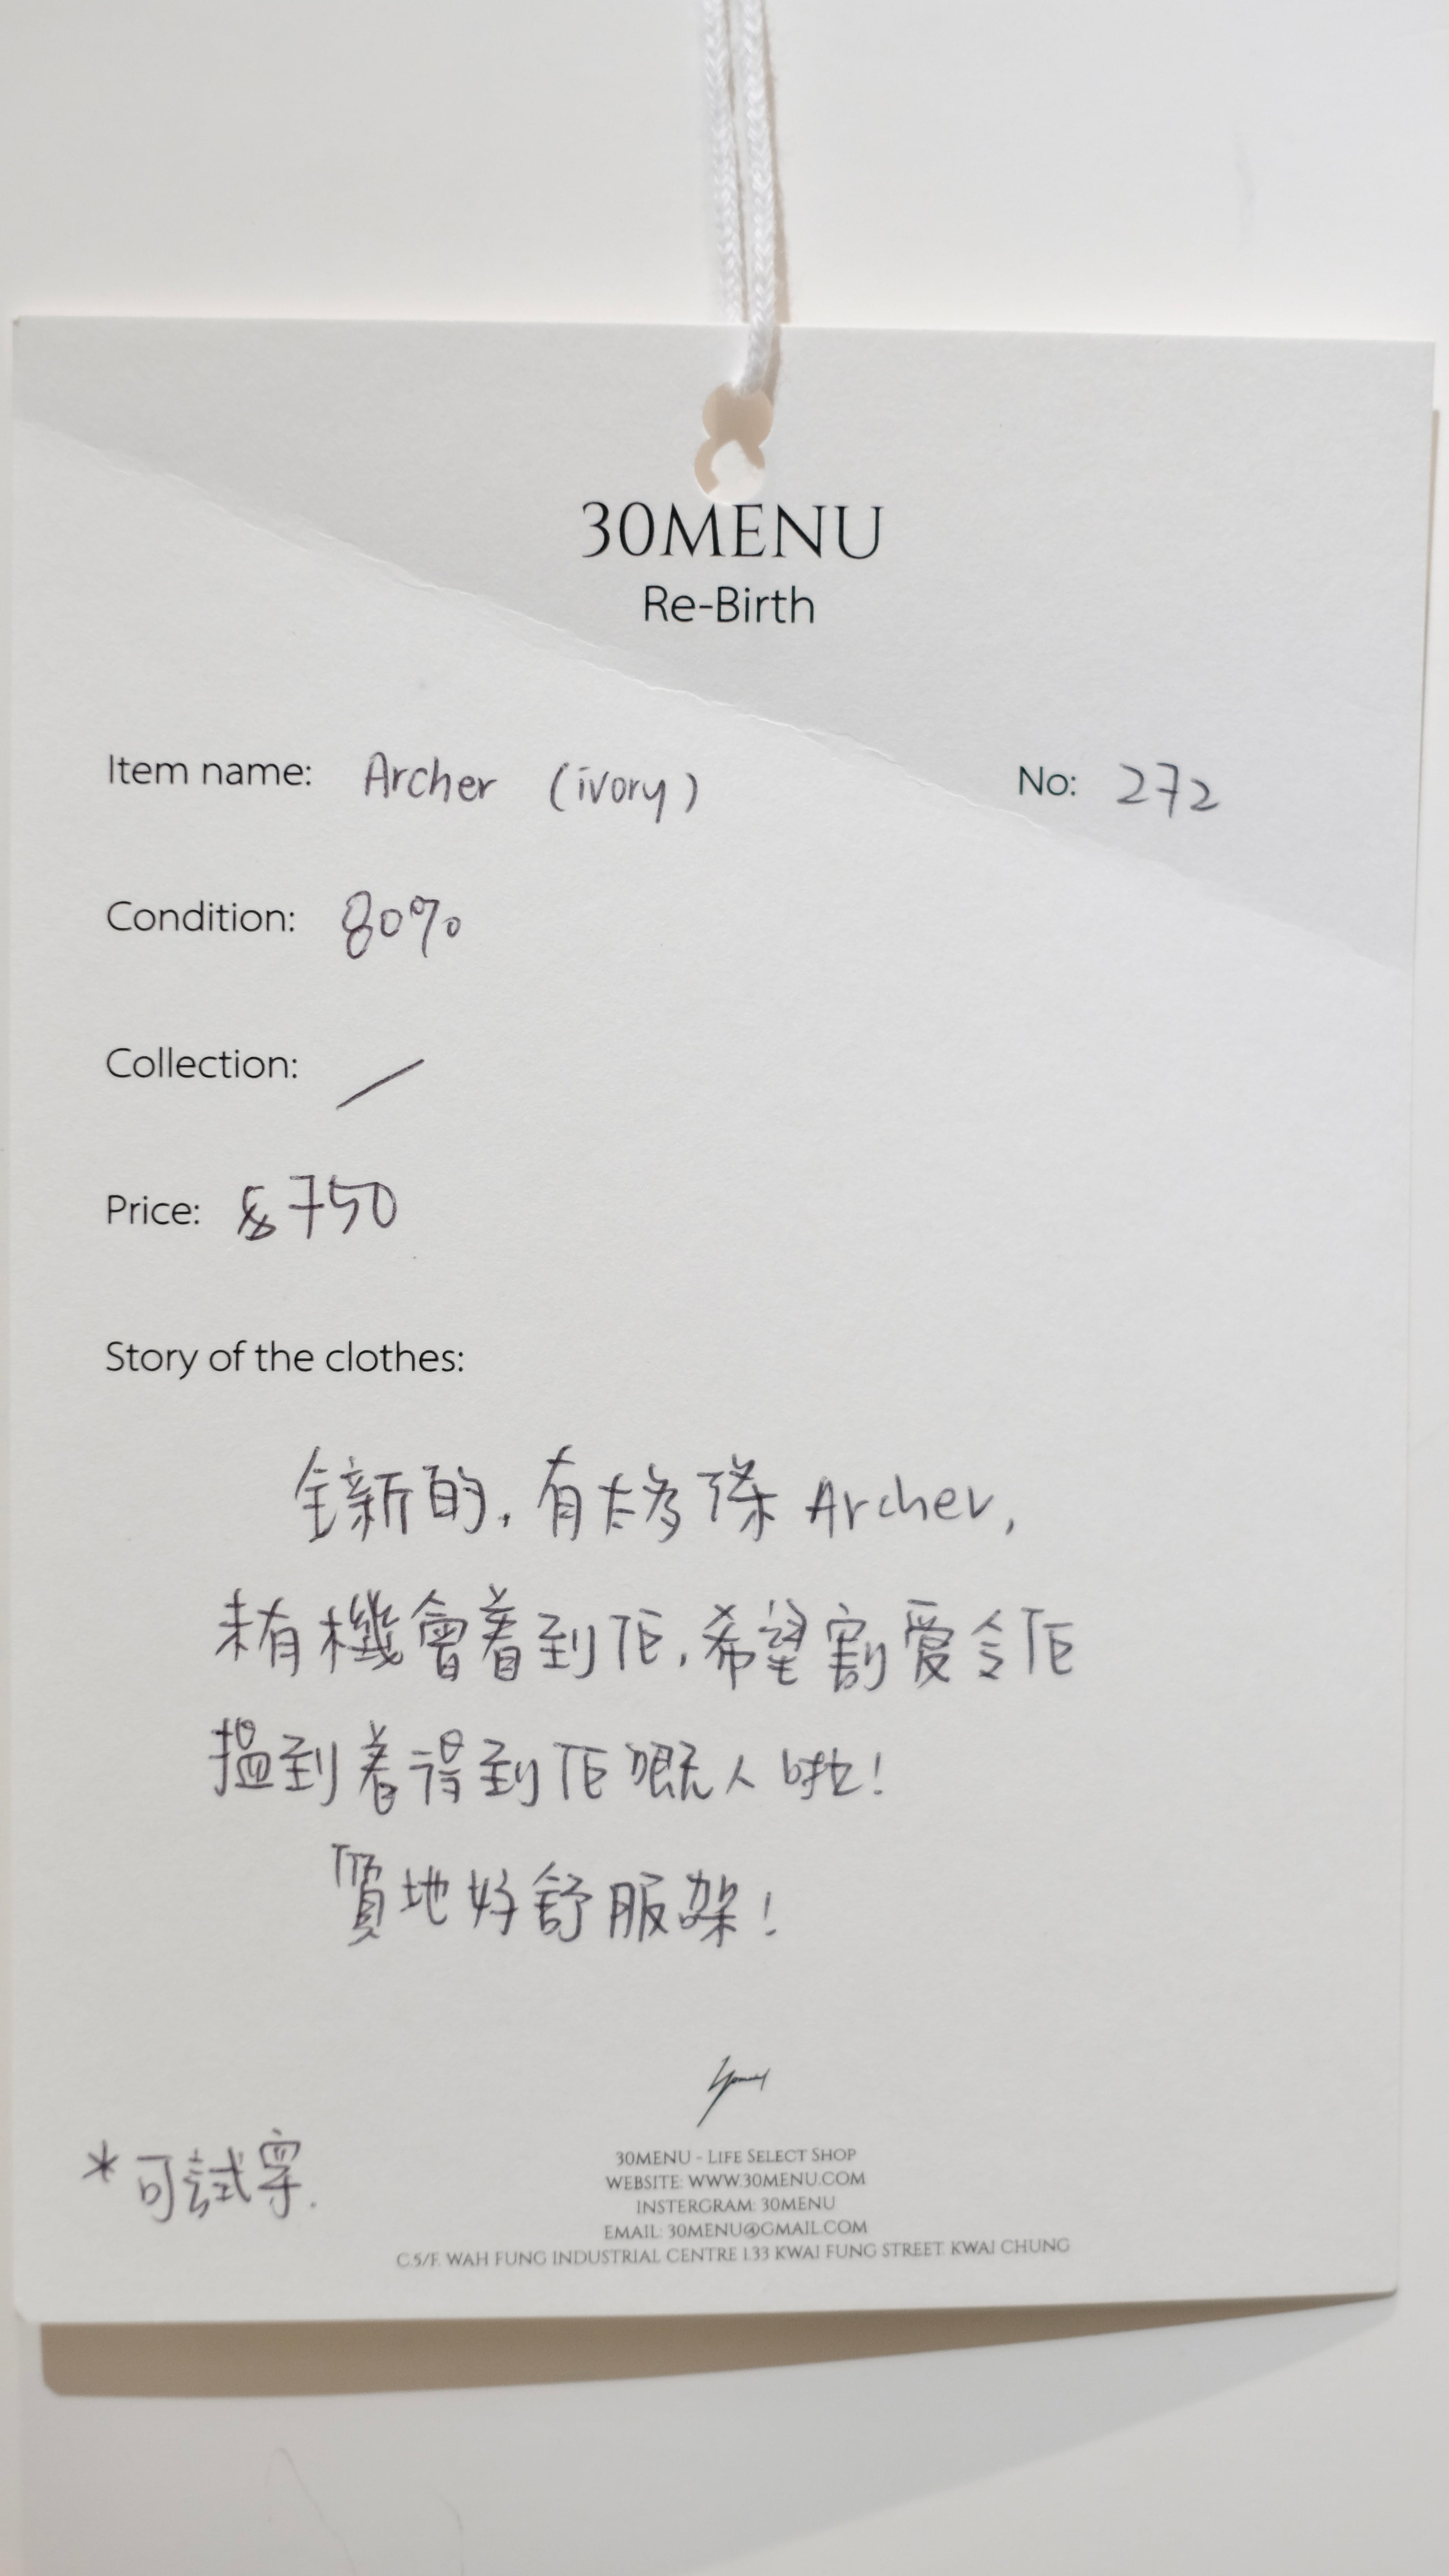 30MENU
Re-Birth
Item name: Archer (ivory) No: 272
Condition: 80%
Collection: /
Price: $750
Story of the clothes:
全新的, 有太多條 Archer,
未有機會着到佢, 希望割愛令佢
搵到着得到佢嘅人啦!
質地好舒服架!
*可試穿.
30MENU - LIFE SELECT SHOP
WEBSITE: WWW.30MENU.COM
INSTERGRAM: 30MENU
EMAIL: 30MENU@GMAIL.COM
C.5/F. WAH FUNG INDUSTRIAL CENTRE 1.33 KWAI FUNG STREET. KWAI CHUNG